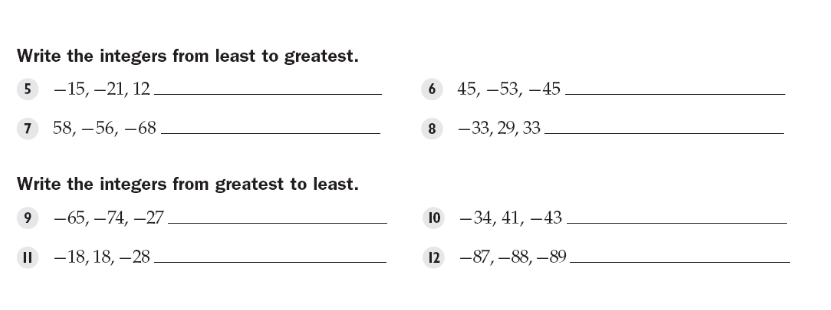 Write the integers from least to greatest.
5 −15, −21, 12
6 45, −53, −45
7 58, −56, −68
8 −33, 29, 33
Write the integers from greatest to least.
9 −65, −74, −27
10 −34, 41, −43
11 −18, 18, −28
12 −87, −88, −89